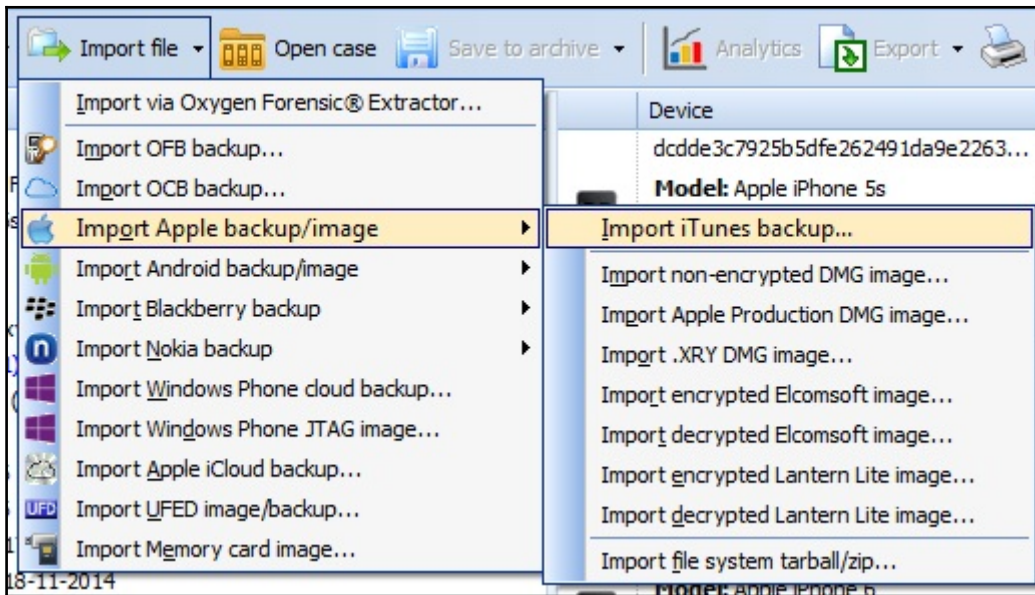 Import file
Open case
Save to archive
Analytics
Export
Import via Oxygen Forensic® Extractor...
Import OFB backup...
Import OCB backup...
Import Apple backup/image
Import Android backup/image
Import Blackberry backup
Import Nokia backup
Import Windows Phone cloud backup...
Import Windows Phone JTAG image...
Import Apple iCloud backup...
UFD
Import UFED image/backup...
Import Memory card image...
18-11-2014
Device
dcdde3c7925b5dfe262491da9e2263...
Model: Apple iPhone 5s
Import iTunes backup...
Import non-encrypted DMG image...
Import Apple Production DMG image...
Import .XRY DMG image...
Import encrypted Elcomsoft image...
Import decrypted Elcomsoft image...
Import encrypted Lantern Lite image...
Import decrypted Lantern Lite image...
Import file system tarball/zip...
Model: Apple iPhone 6